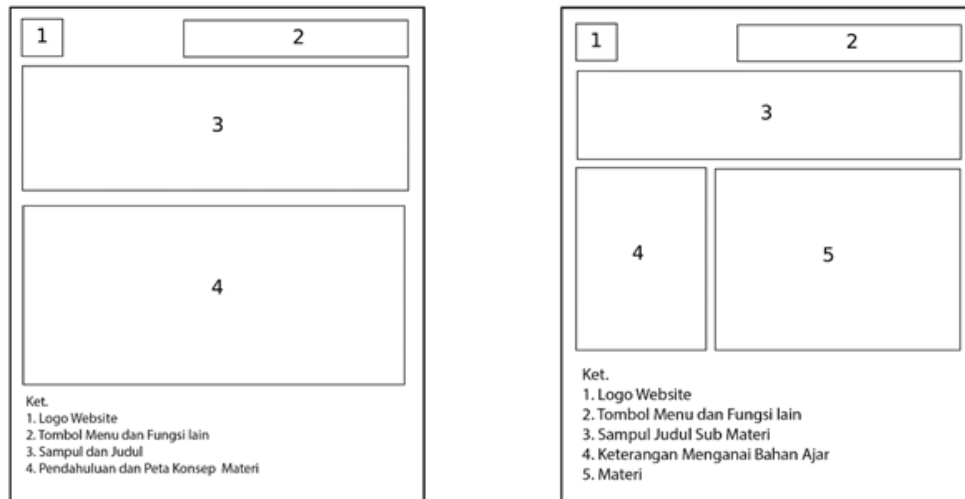 1
2
3
4
Ket.
1. Logo Website
2. Tombol Menu dan Fungsi lain
3. Sampul dan Judul
4. Pendahuluan dan Peta Konsep Materi
1
2
3
4
5
Ket.
1. Logo Website
2. Tombol Menu dan Fungsi lain
3. Sampul Judul Sub Materi
4. Keterangan Menganai Bahan Ajar
5. Materi